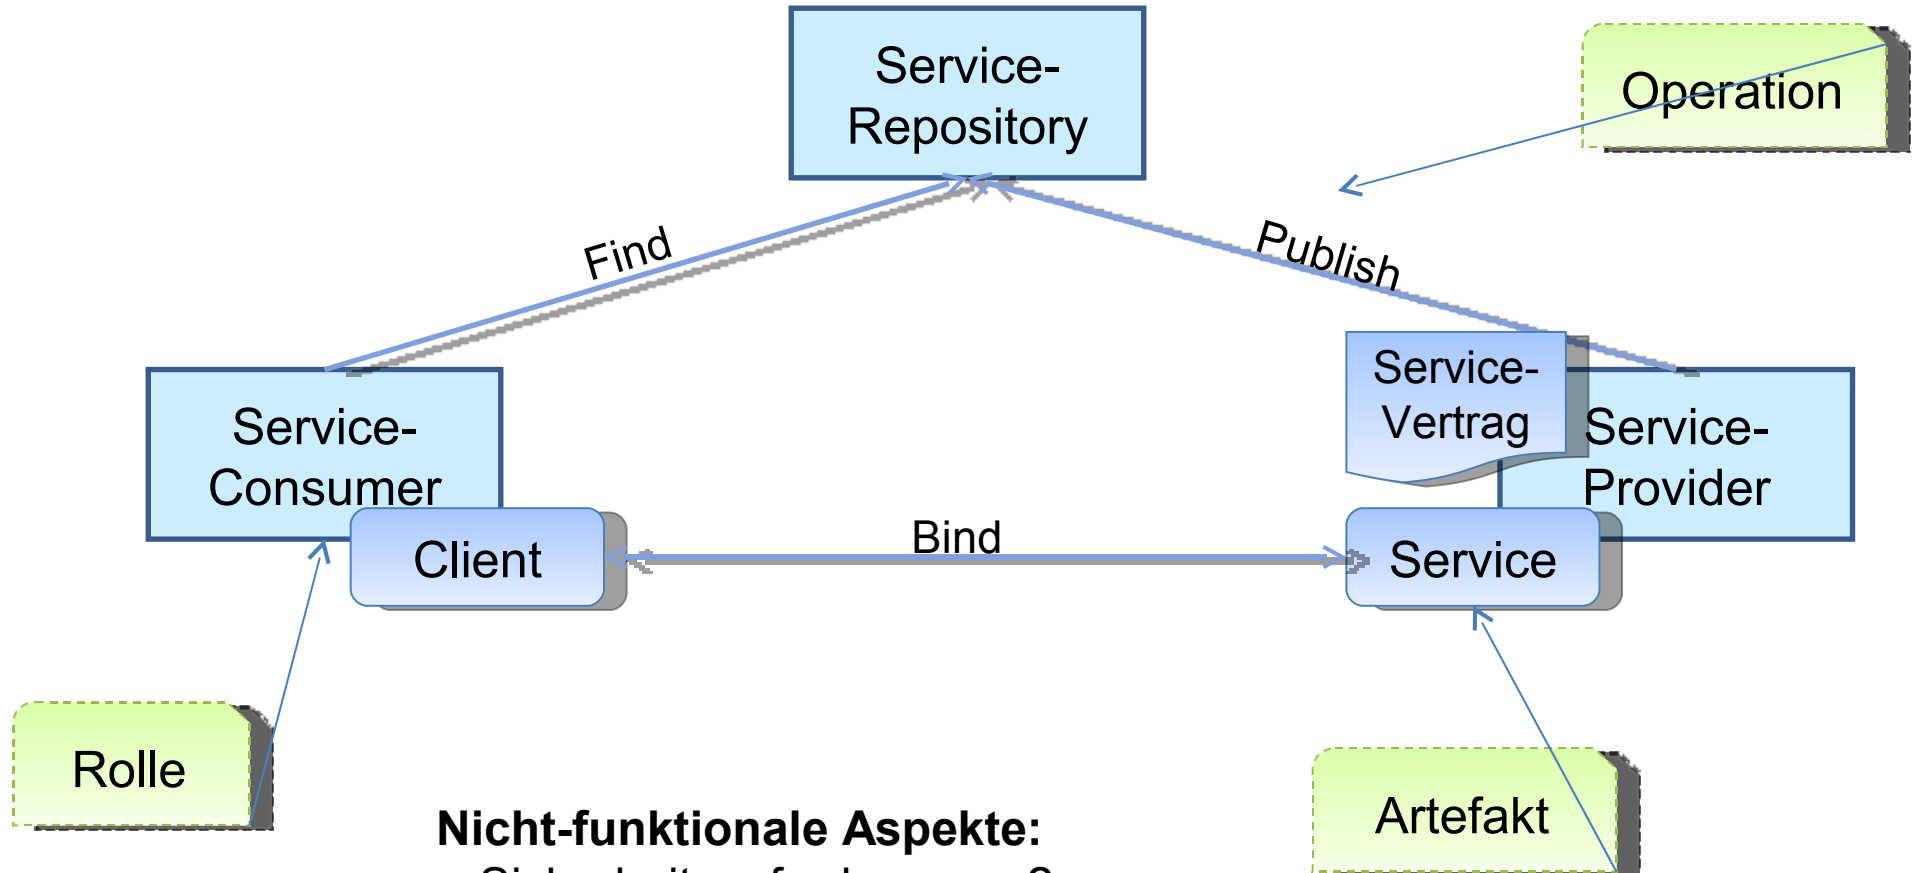 Service-
Repository
Operation
Find
Publish
Service-
Consumer
Service-
Vertrag
Service-
Provider
Client
Bind
Service
Rolle
Artefakt
Nicht-funktionale Aspekte: